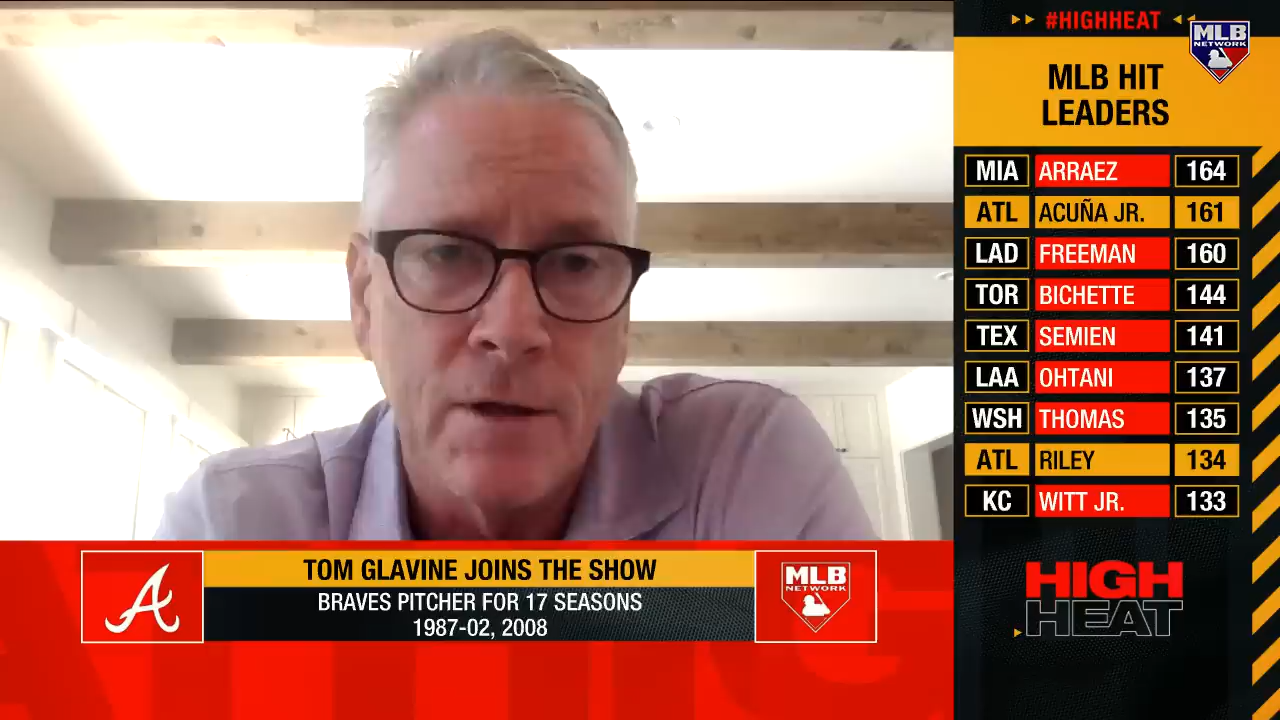 #HIGHHEAT
MLB
NETWORK
MLB HIT
LEADERS
MIA ARRAEZ 164
ATL ACUÑA JR. 161
LAD FREEMAN 160
TOR BICHETTE 144
TEX SEMIEN 141
LAA OHTANI 137
WSH THOMAS 135
ATL RILEY 134
KC WITT JR. 133
HIGH
HEAT
A
TOM GLAVINE JOINS THE SHOW
BRAVES PITCHER FOR 17 SEASONS
1987-02, 2008
MLB
NETWORK